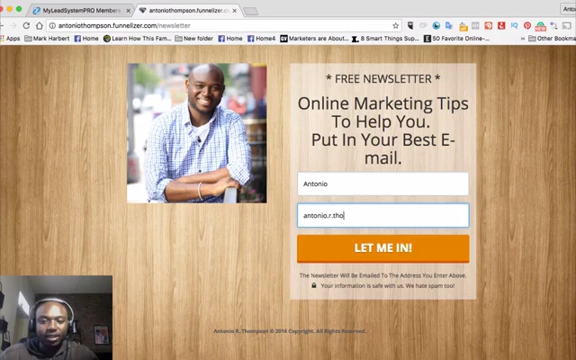 MyLeadSystemPRO Members
antoniothompson.funnelizer.com
antoniothompson.funnelizer.com/newsletter
Apps
Mark Harbert
Home
New folder
Learn How This Fam...
Home
Home4
Marketers are About...
8 Smart Things Sup...
50 Favorite Online-...
Other Bookmar
* FREE NEWSLETTER *
Online Marketing Tips
To Help You.
Put In Your Best E-
mail.
Antonio
antonio.r.tho
LET ME IN!
The Newsletter Will Be Emailed To The Address You Enter Above.
Your information is safe with us. We hate spam too!
Antonio R. Thompson © 2016 Copyright. All Rights Reserved.